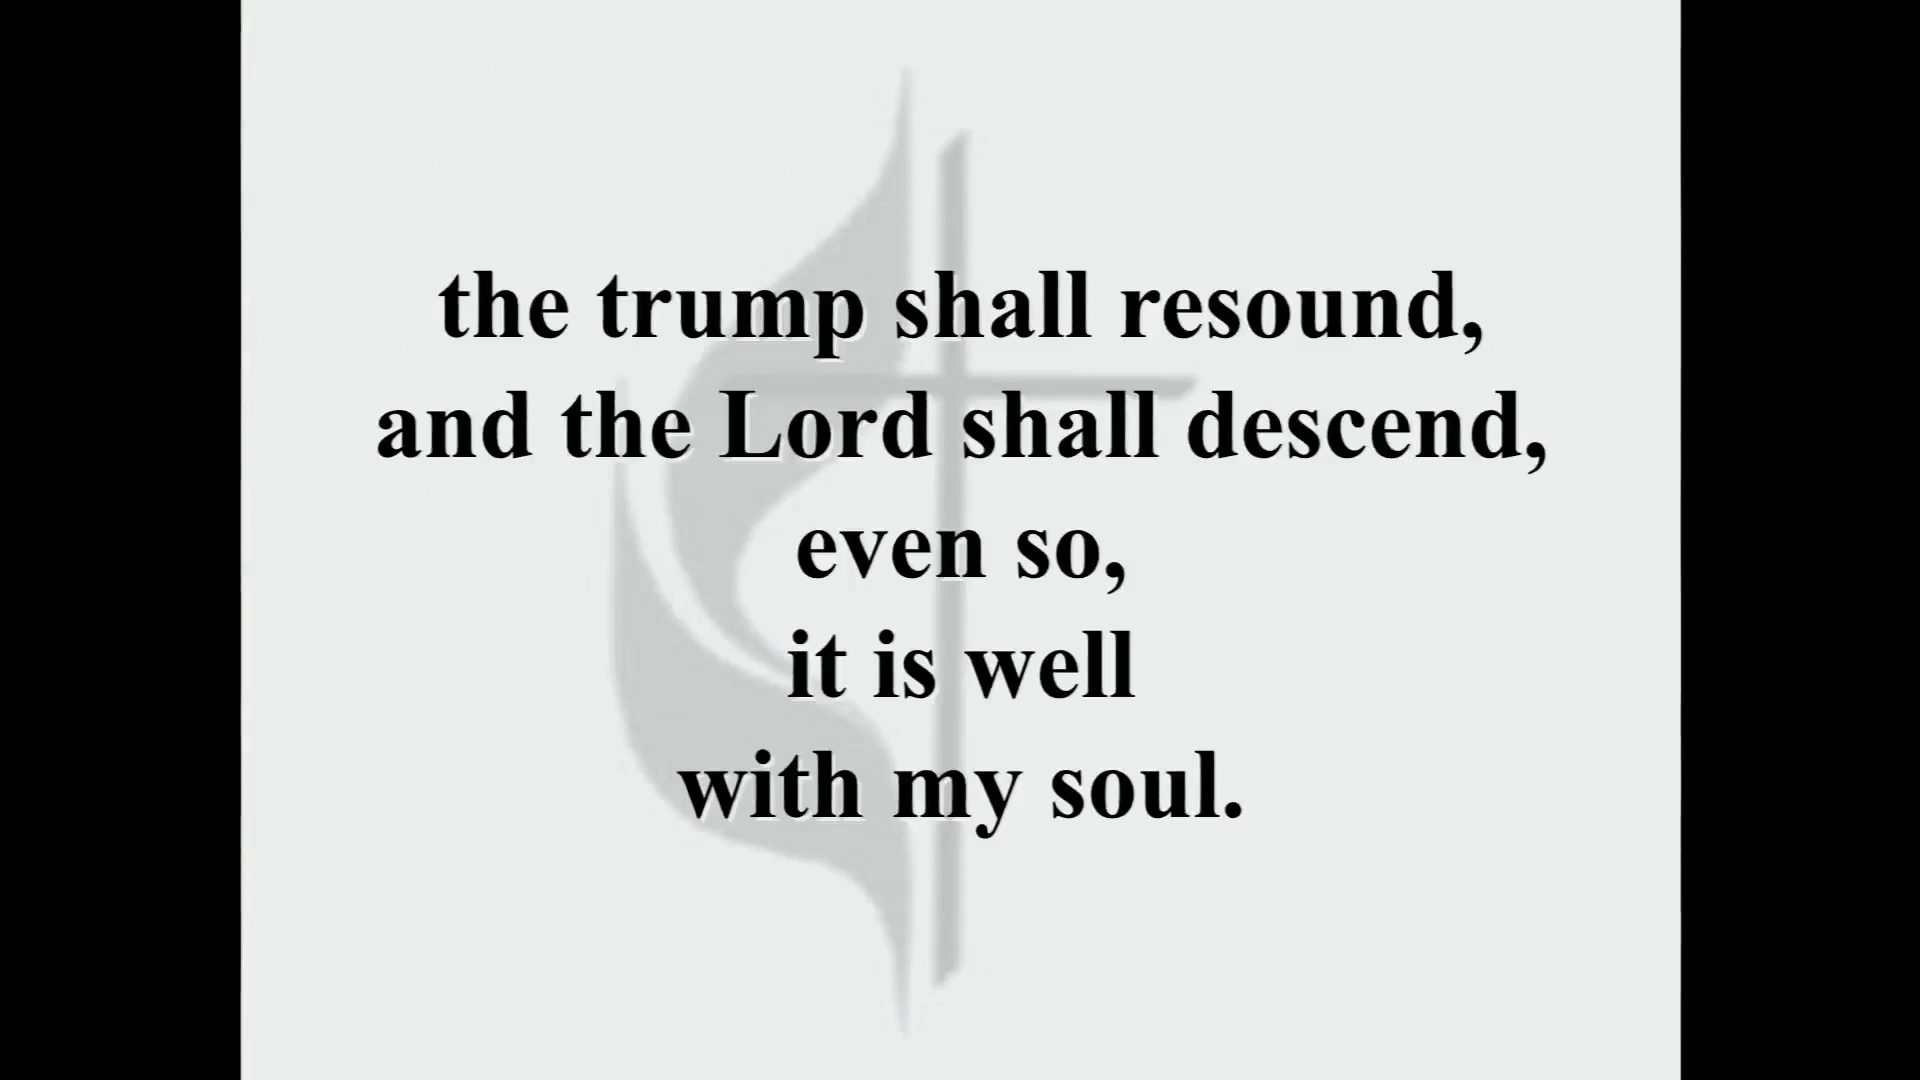 the trump shall resound,
and the Lord shall descend,
even so,
it is well
with my soul.